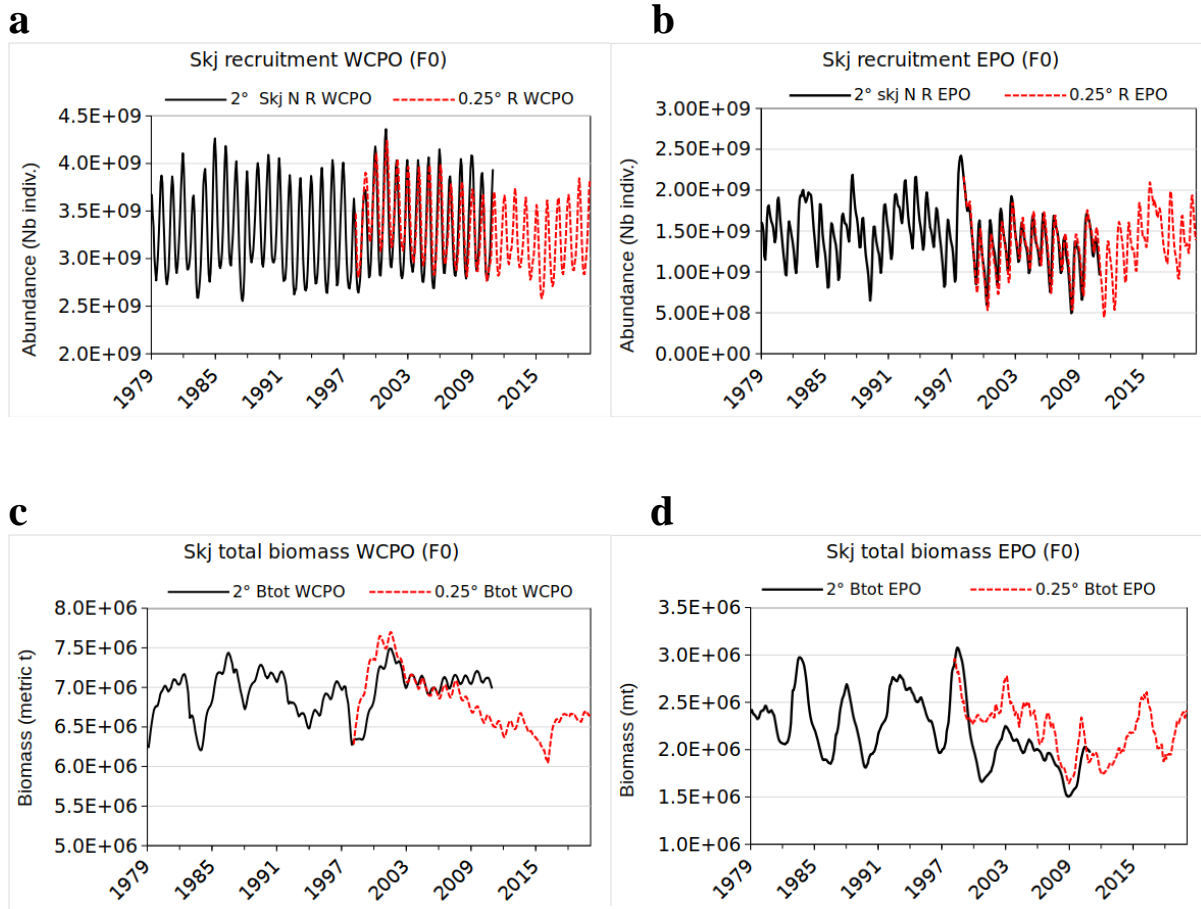 a
Skj recruitment WCPO (F0)
2° Skj N R WCPO
0.25° R WCPO
Abundance (Nb indiv.)
4.5E+09
4.0E+09
3.5E+09
3.0E+09
2.5E+09
2.0E+09
1979
1985
1991
1997
2003
2009
2015
b
Skj recruitment EPO (F0)
2° skj N R EPO
0.25° R EPO
Abundance (Nb indiv.)
3.00E+09
2.50E+09
2.00E+09
1.50E+09
1.00E+09
5.00E+08
0.00E+00
1979
1985
1991
1997
2003
2009
2015
c
Skj total biomass WCPO (F0)
2° Btot WCPO
0.25° Btot WCPO
Biomass (metric t)
8.0E+06
7.5E+06
7.0E+06
6.5E+06
6.0E+06
5.5E+06
5.0E+06
1979
1985
1991
1997
2003
2009
2015
d
Skj total biomass EPO (F0)
2° Btot EPO
0.25° Btot EPO
Biomass (mt)
3.5E+06
3.0E+06
2.5E+06
2.0E+06
1.5E+06
1.0E+06
1979
1985
1991
1997
2003
2009
2015